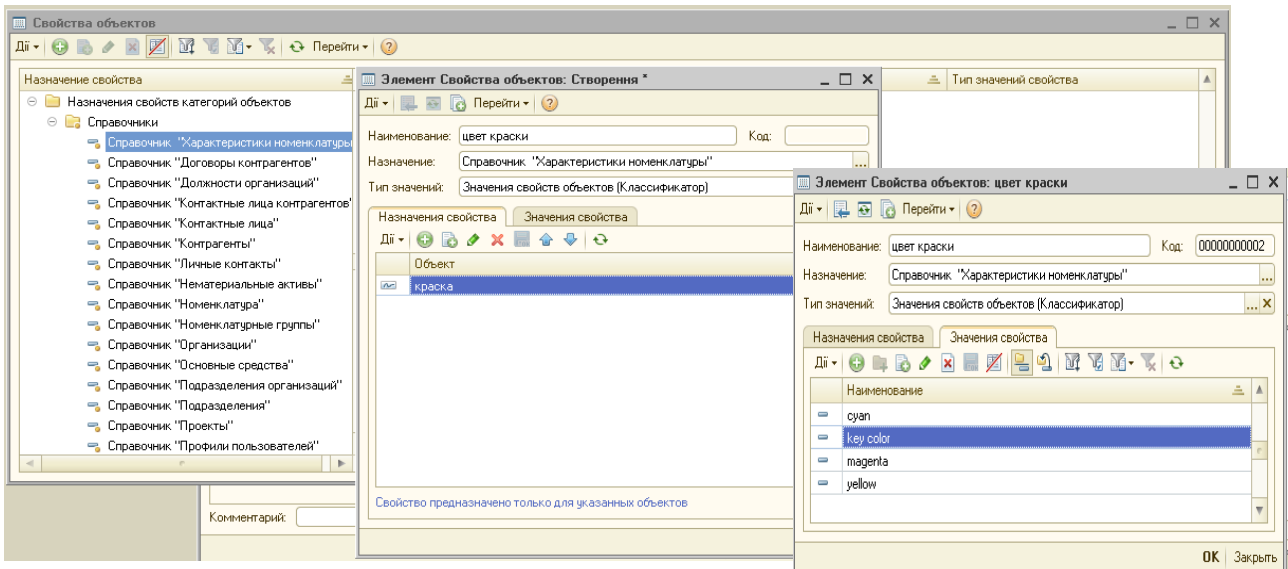 Свойства объектов
Дії
Перейти
Назначение свойства
Тип значений свойства
Назначения свойств категорий объектов
Справочники
Справочник "Характеристики номенклатуры
Справочник "Договоры контрагентов"
Справочник "Должности организаций"
Справочник "Контактные лица контрагентов"
Справочник "Контактные лица"
Справочник "Контрагенты"
Справочник "Личные контакты"
Справочник "Нематериальные активы"
Справочник "Номенклатура"
Справочник "Номенклатурные группы"
Справочник "Организации"
Справочник "Основные средства"
Справочник "Подразделения организаций"
Справочник "Подразделения"
Справочник "Проекты"
Справочник "Профили пользователей"
Комментарий:
Элемент Свойства объектов: Створення *
Дії
Перейти
Наименование: цвет краски Код:
Назначение: Справочник "Характеристики номенклатуры"
Тип значений: Значения свойств объектов (Классификатор)
Назначения свойства Значения свойства
Дії
Объект
краска
Свойство предназначено только для указанных объектов
Элемент Свойства объектов: цвет краски
Дії
Перейти
Наименование: цвет краски Код: 00000000002
Назначение: Справочник "Характеристики номенклатуры"
Тип значений: Значения свойств объектов (Классификатор)
Назначения свойства Значения свойства
Дії
Наименование
cyan
key color
magenta
yellow
OK Закрыть